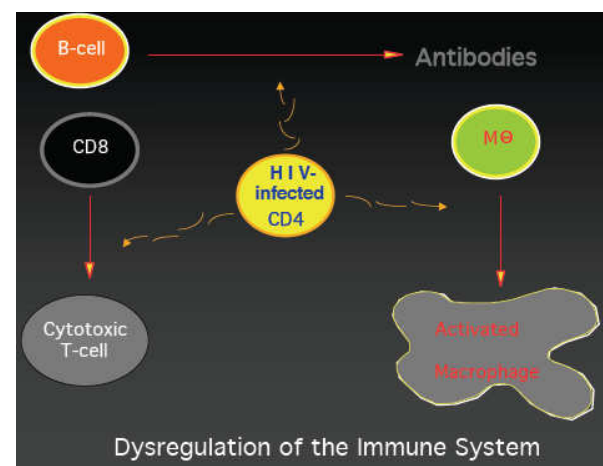 B-cell
Antibodies
CD8
MΘ
H I V-
infected
CD4
Cytotoxic
T-cell
Activated
Macrophage
Dysregulation of the Immune System